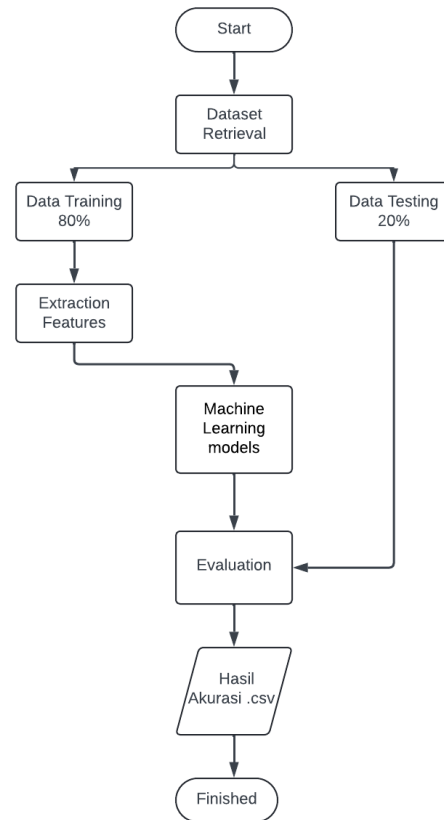 Start
Dataset
Retrieval
Data Training
80%
Data Testing
20%
Extraction
Features
Machine
Learning
models
Evaluation
Hasil
Akurasi .csv
Finished